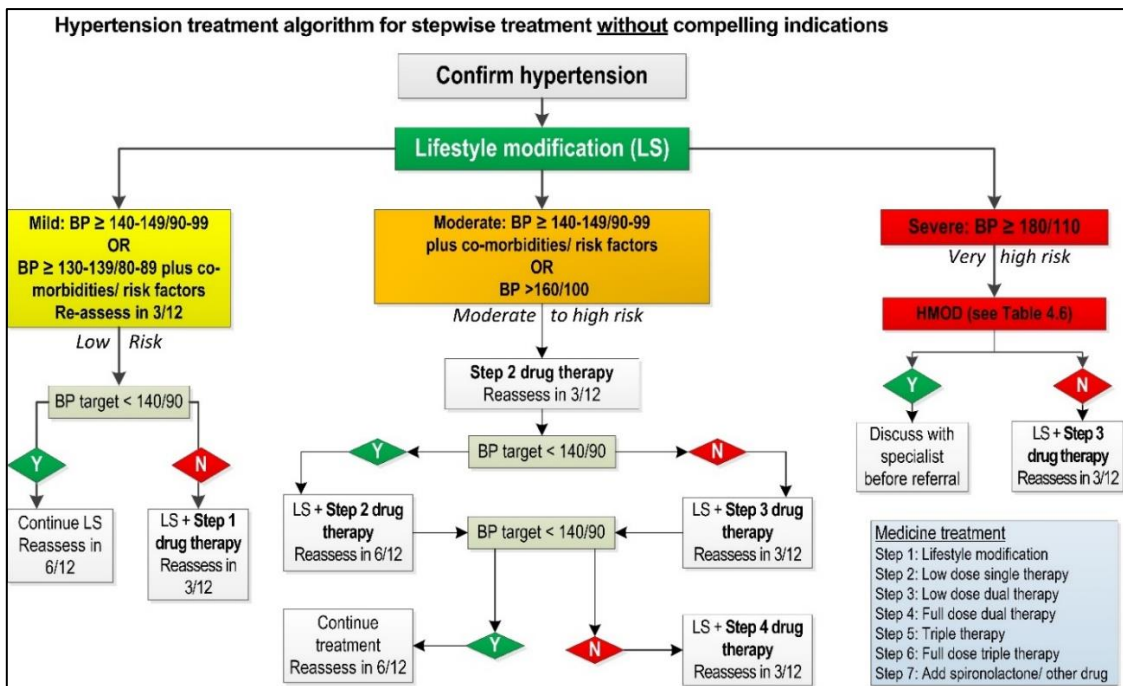 Hypertension treatment algorithm for stepwise treatment without compelling indications
Confirm hypertension
Lifestyle modification (LS)
Mild: BP ≥ 140-149/90-99
OR
BP ≥ 130-139/80-89 plus co-
morbidities/ risk factors
Re-assess in 3/12
Low Risk
BP target < 140/90
Y
N
Continue LS
Reassess in
6/12
LS + Step 1
drug therapy
Reassess in
3/12
Moderate: BP ≥ 140-149/90-99
plus co-morbidities/ risk factors
OR
BP >160/100
Moderate to high risk
Step 2 drug therapy
Reassess in 3/12
BP target < 140/90
Y
N
LS + Step 2 drug
therapy
Reassess in 6/12
BP target < 140/90
LS + Step 3 drug
therapy
Reassess in 3/12
Continue
treatment
Reassess in 6/12
Y
N
LS + Step 4 drug
therapy
Reassess in 3/12
Severe: BP ≥ 180/110
Very high risk
HMOD (see Table 4.6)
Y
N
Discuss with
specialist
before referral
LS + Step 3
drug therapy
Reassess in 3/12
Medicine treatment
Step 1: Lifestyle modification
Step 2: Low dose single therapy
Step 3: Low dose dual therapy
Step 4: Full dose dual therapy
Step 5: Triple therapy
Step 6: Full dose triple therapy
Step 7: Add spironolactone/ other drug